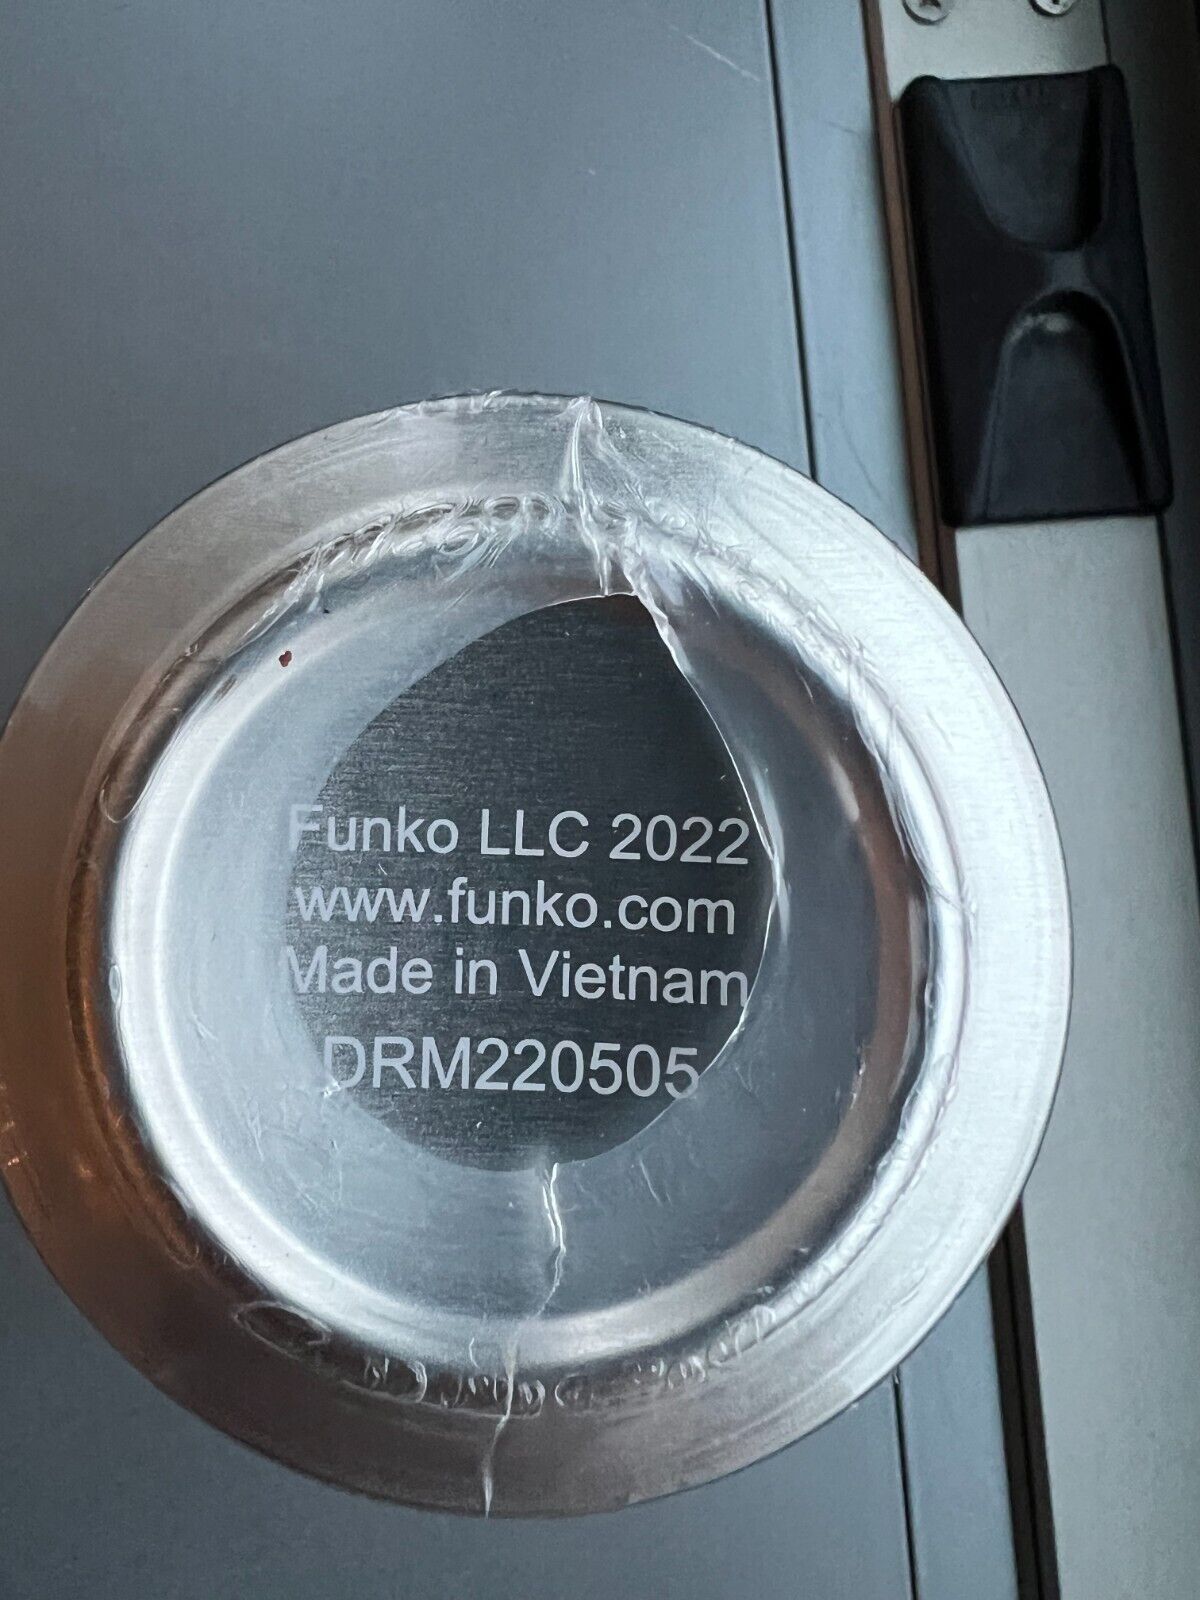 Funko LLC 2022
www.funko.com
Made in Vietnam
DRM220505